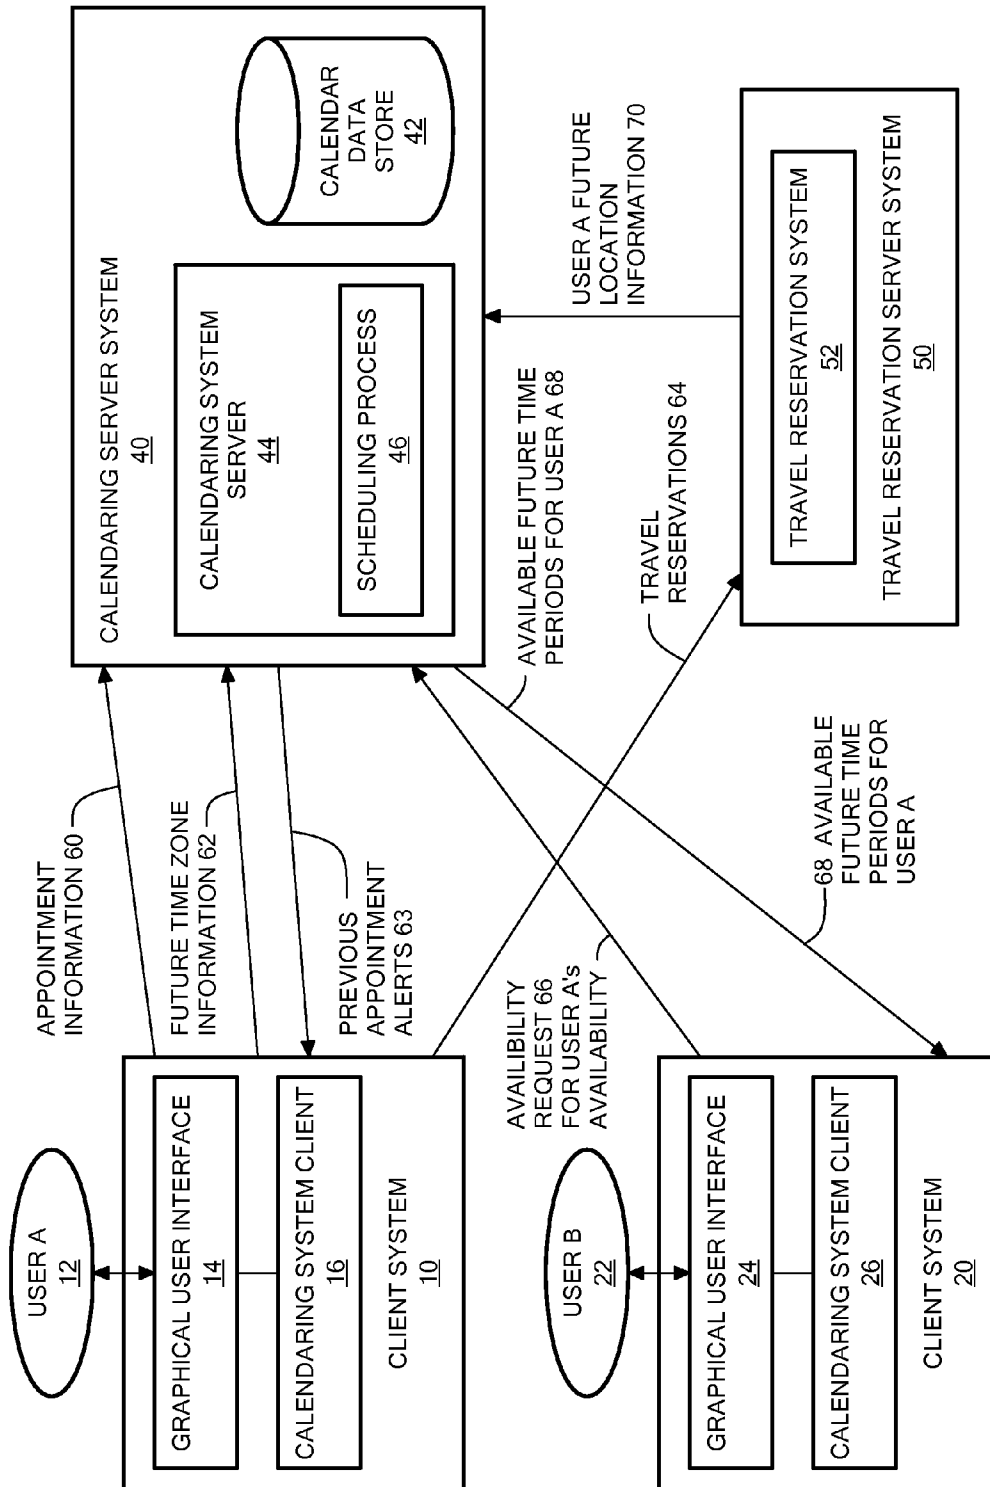 USER A
12
GRAPHICAL USER INTERFACE
14
CALENDARING SYSTEM CLIENT
16
CLIENT SYSTEM
10
USER B
22
GRAPHICAL USER INTERFACE
24
CALENDARING SYSTEM CLIENT
26
CLIENT SYSTEM
20
APPOINTMENT
INFORMATION 60
FUTURE TIME ZONE
INFORMATION 62
PREVIOUS
APPOINTMENT
ALERTS 63
AVAILIBILITY
REQUEST 66
FOR USER A's
AVAILABILITY
68 AVAILABLE
FUTURE TIME
PERIODS FOR
USER A
CALENDARING SERVER SYSTEM
40
CALENDARING SYSTEM
SERVER
44
SCHEDULING PROCESS
46
CALENDAR
DATA
STORE
42
AVAILABLE FUTURE TIME
PERIODS FOR USER A 68
TRAVEL
RESERVATIONS 64
USER A FUTURE
LOCATION
INFORMATION 70
TRAVEL RESERVATION SYSTEM
52
TRAVEL RESERVATION SERVER SYSTEM
50